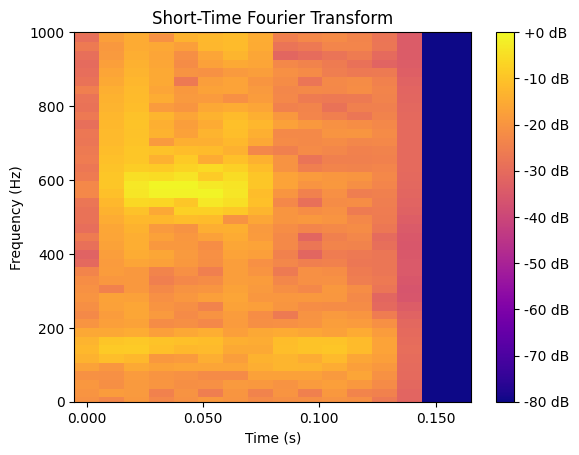 Short-Time Fourier Transform
1000
800
600
400
200
0
Frequency (Hz)
0.000 0.050 0.100 0.150
Time (s)
+0 dB
-10 dB
-20 dB
-30 dB
-40 dB
-50 dB
-60 dB
-70 dB
-80 dB